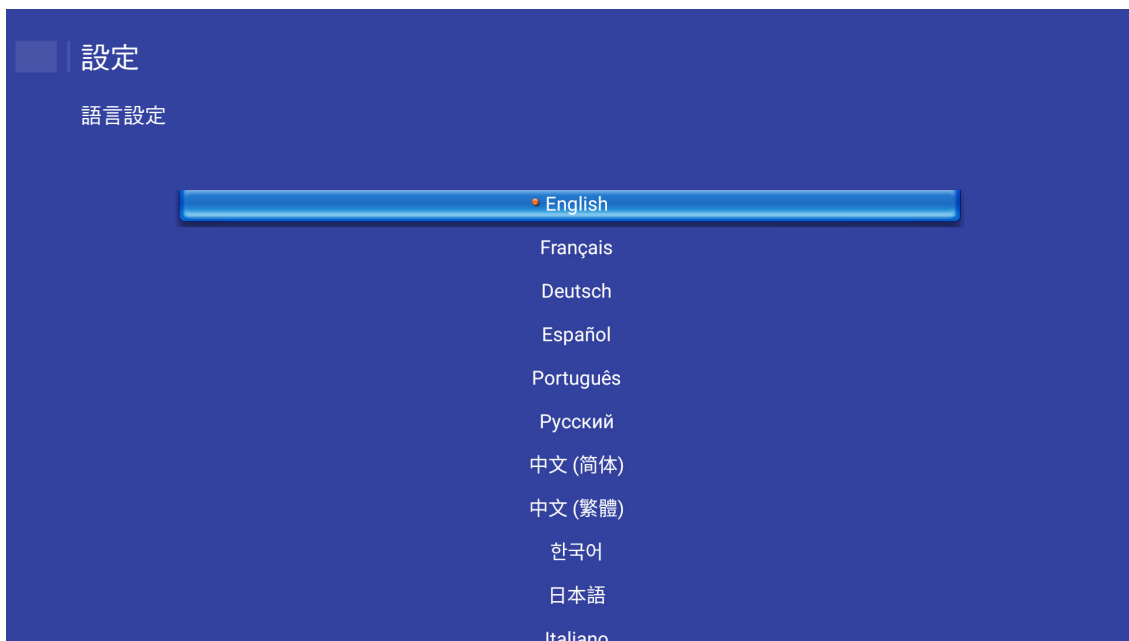 設定
語言設定
English
Français
Deutsch
Español
Português
Русский
中文 (简体)
中文 (繁體)
한국어
日本語
Italiano